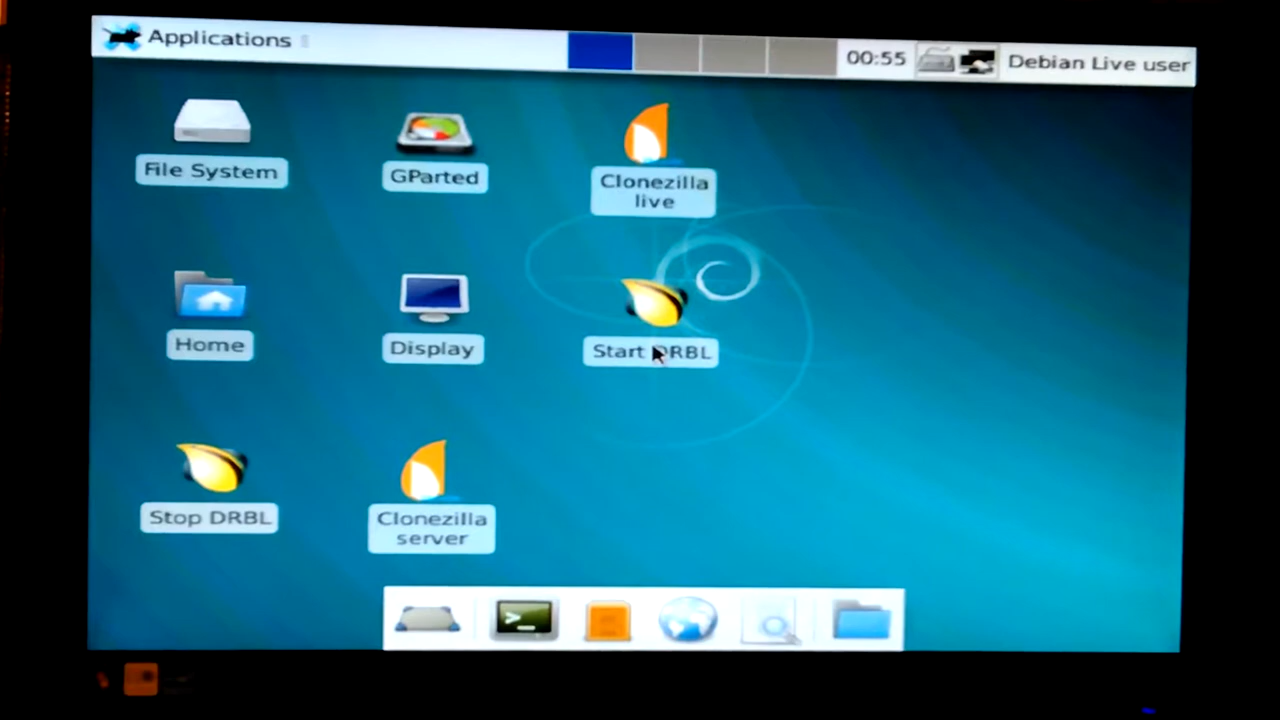 Applications
00:55
Debian Live user
File System
GParted
Clonezilla
live
Home
Display
Start DRBL
Stop DRBL
Clonezilla
server
>_